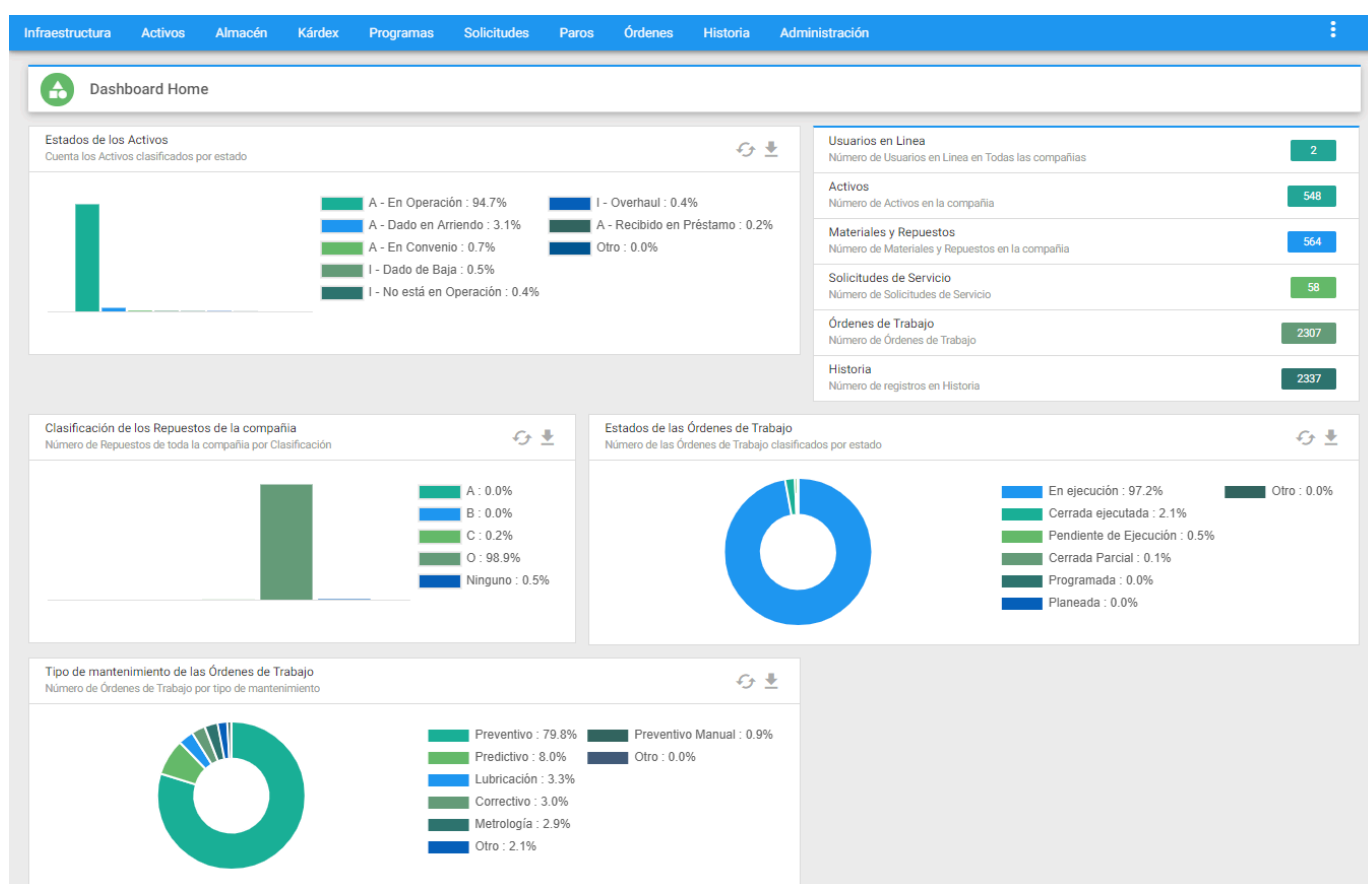 Infraestructura Activos Almacén Kárdex Programas Solicitudes Paros Órdenes Historia Administración
Dashboard Home
Estados de los Activos
Cuenta los Activos clasificados por estado
A - En Operación : 94.7%
A - Dado en Arriendo : 3.1%
A - En Convenio : 0.7%
I - Dado de Baja : 0.5%
I - No está en Operación : 0.4%
I - Overhaul : 0.4%
A - Recibido en Préstamo : 0.2%
Otro : 0.0%
Usuarios en Linea
Número de Usuarios en Linea en Todas las compañias
2
Activos
Número de Activos en la compañia
548
Materiales y Repuestos
Número de Materiales y Repuestos en la compañia
564
Solicitudes de Servicio
Número de Solicitudes de Servicio
58
Órdenes de Trabajo
Número de Órdenes de Trabajo
2307
Historia
Número de registros en Historia
2337
Clasificación de los Repuestos de la compañia
Número de Repuestos de toda la compañia por Clasificación
A : 0.0%
B : 0.0%
C : 0.2%
O : 98.9%
Ninguno : 0.5%
Estados de las Órdenes de Trabajo
Número de las Órdenes de Trabajo clasificados por estado
En ejecución : 97.2%
Cerrada ejecutada : 2.1%
Pendiente de Ejecución : 0.5%
Cerrada Parcial : 0.1%
Programada : 0.0%
Planeada : 0.0%
Otro : 0.0%
Tipo de mantenimiento de las Órdenes de Trabajo
Número de Órdenes de Trabajo por tipo de mantenimiento
Preventivo : 79.8%
Predictivo : 8.0%
Lubricación : 3.3%
Correctivo : 3.0%
Metrología : 2.9%
Otro : 2.1%
Preventivo Manual : 0.9%
Otro : 0.0%